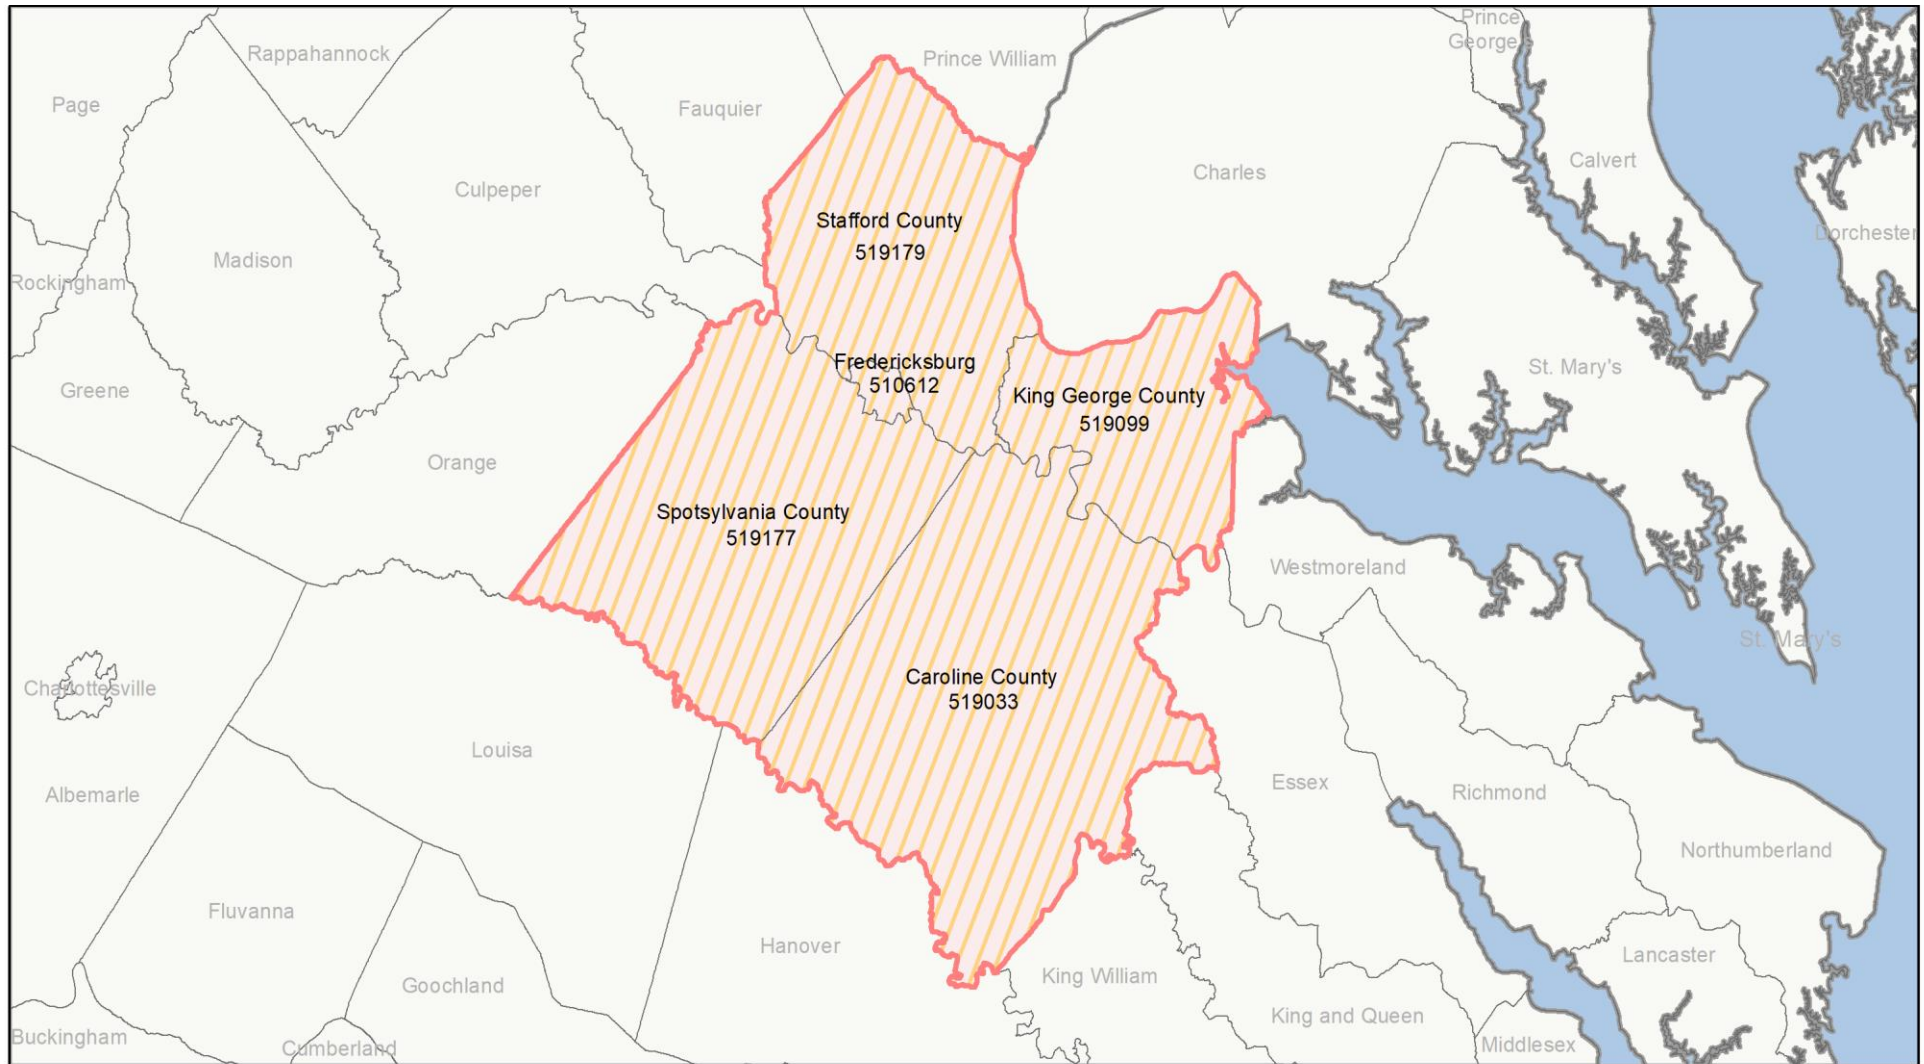 Prince
George
Rappahannock
Prince William
Page
Fauquier
Calvert
Charles
Culpeper
Stafford County
519179
Dorchester
Madison
Rockingham
Fredericksburg
510612
St. Mary's
Greene
King George County
519099
Orange
Spotsylvania County
519177
Westmoreland
St. Mary's
Caroline County
519033
Charlottesville
Louisa
Essex
Richmond
Albemarle
Northumberland
Fluvanna
Hanover
Lancaster
King William
Goochland
King and Queen
Buckingham
Middlesex
Cumberland